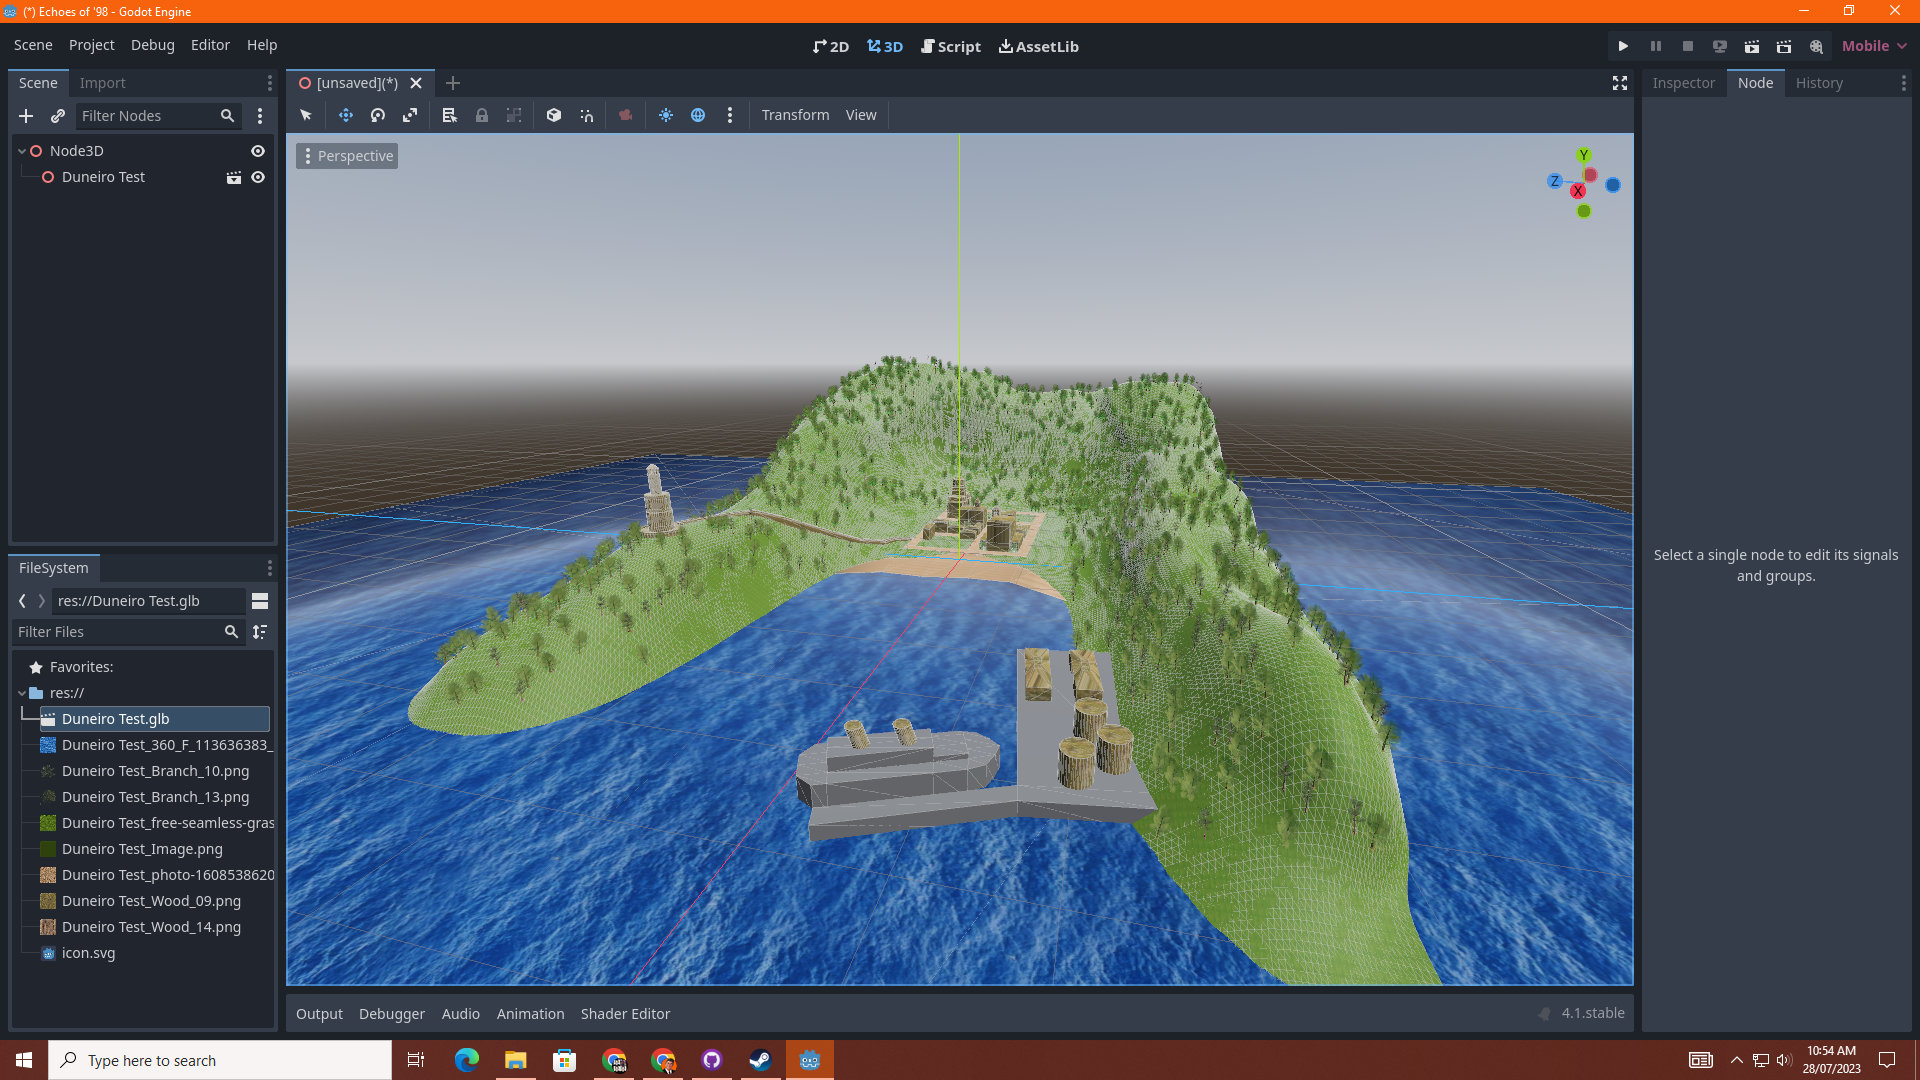 (*) Echoes of '98 - Godot Engine
Scene Project Debug Editor Help
2D 3D Script AssetLib
Mobile
Scene Import
[unsaved](*)
Inspector Node History
Filter Nodes
Transform View
Node3D
Duneiro Test
Perspective
Y
Z
X
Select a single node to edit its signals
and groups.
FileSystem
res://Duneiro Test.glb
Filter Files
Favorites:
res://
Duneiro Test.glb
Duneiro Test_360_F_113636383_
Duneiro Test_Branch_10.png
Duneiro Test_Branch_13.png
Duneiro Test_free-seamless-gras
Duneiro Test_Image.png
Duneiro Test_photo-1608538620
Duneiro Test_Wood_09.png
Duneiro Test_Wood_14.png
icon.svg
Output Debugger Audio Animation Shader Editor
4.1.stable
Type here to search
10:54 AM
28/07/2023